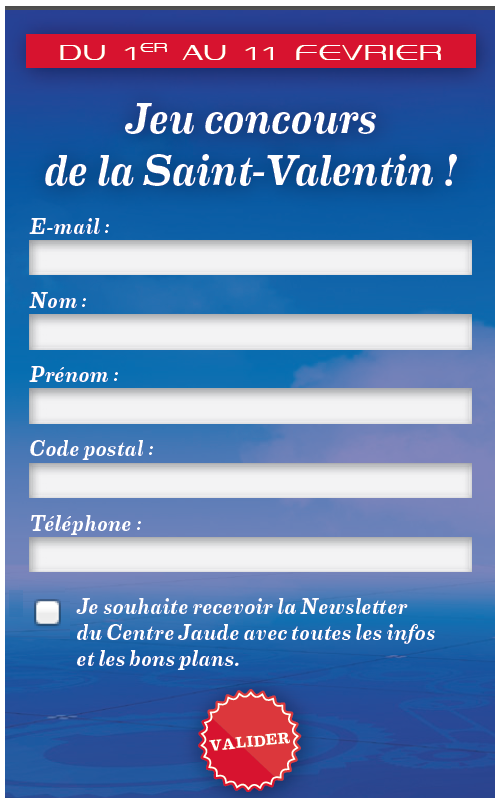 DU 1ER AU 11 FEVRIER
Jeu concours
de la Saint-Valentin !
E-mail :
Nom :
Prénom :
Code postal :
Téléphone :
Je souhaite recevoir la Newsletter
du Centre Jaude avec toutes les infos
et les bons plans.
VALIDER